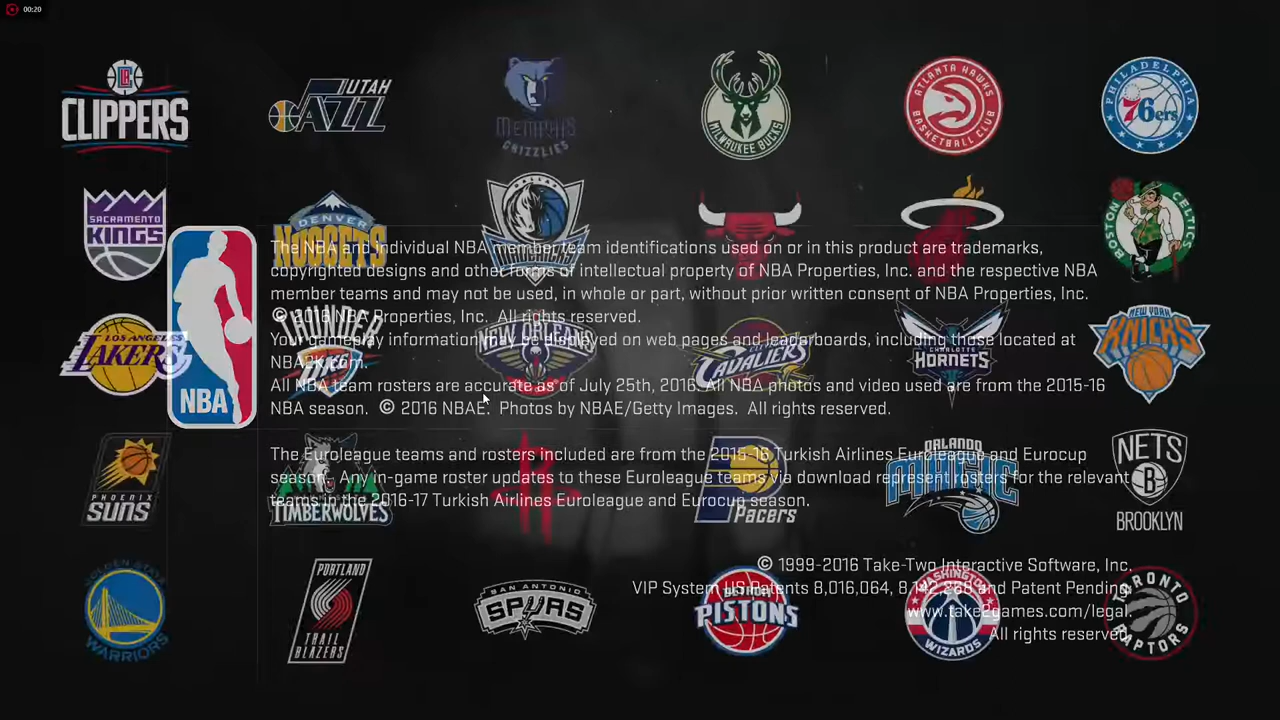 00:20
CLIPPERS
UTAH
JAZZ
MEMPHIS
GRIZZLIES
MILWAUKEE BUCKS
ATLANTA HAWKS
BASKETBALL CLUB
PHILADELPHIA
76ers
SACRAMENTO
KINGS
DENVER
NUGGETS
DALLAS
MAVERICKS
BOSTON
CELTICS
The NBA and individual NBA member team identifications used on or in this product are trademarks,
copyrighted designs and other forms of intellectual property of NBA Properties, Inc. and the respective NBA
member teams and may not be used, in whole or part, without prior written consent of NBA Properties, Inc.
© 2016 NBA Properties, Inc. All rights reserved.
Your gameplay information may be displayed on web pages and leaderboards, including those located at
NBA2K.com.
All NBA team rosters are accurate as of July 25th, 2016. All NBA photos and video used are from the 2015-16
NBA season. © 2016 NBAE. Photos by NBAE/Getty Images. All rights reserved.
NBA
LOS ANGELES
LAKERS
THUNDER
NEW ORLEANS
CAVALIERS
CHARLOTTE
HORNETS
NEW YORK
KNICKS
The Euroleague teams and rosters included are from the 2015-16 Turkish Airlines Euroleague and Eurocup
season. Any in-game roster updates to these Euroleague teams via download represent rosters for the relevant
teams in the 2016-17 Turkish Airlines Euroleague and Eurocup season.
PHOENIX
SUNS
TIMBERWOLVES
Pacers
ORLANDO
MAGIC
NETS
B
BROOKLYN
© 1999-2016 Take-Two Interactive Software, Inc.
VIP System US Patents 8,016,064, 8,142,268 and Patent Pending.
www.take2games.com/legal.
All rights reserved.
GOLDEN STATE
WARRIORS
PORTLAND
TRAIL
BLAZERS
SAN ANTONIO
SPURS
DETROIT
PISTONS
WASHINGTON
WIZARDS
TORONTO
RAPTORS